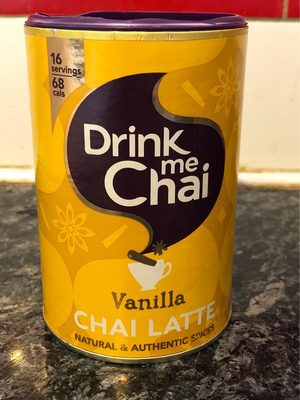 16
servings
68
cals
Drink
me
Chai
Vanilla
CHAI LATTE
NATURAL & AUTHENTIC SPICES